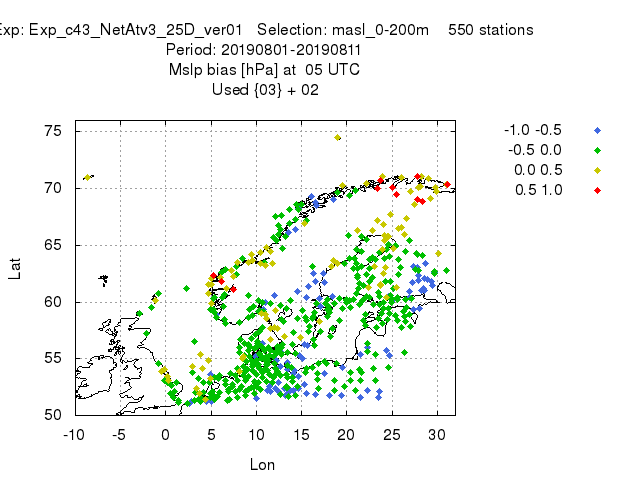 Exp: Exp_c43_NetAtv3_25D_ver01 Selection: masl_0-200m 550 stations
Period: 20190801-20190811
Mslp bias [hPa] at 05 UTC
Used {03} + 02
-1.0 -0.5
-0.5 0.0
0.0 0.5
0.5 1.0
75
70
65
60
55
50
Lat
-10 -5 0 5 10 15 20 25 30
Lon